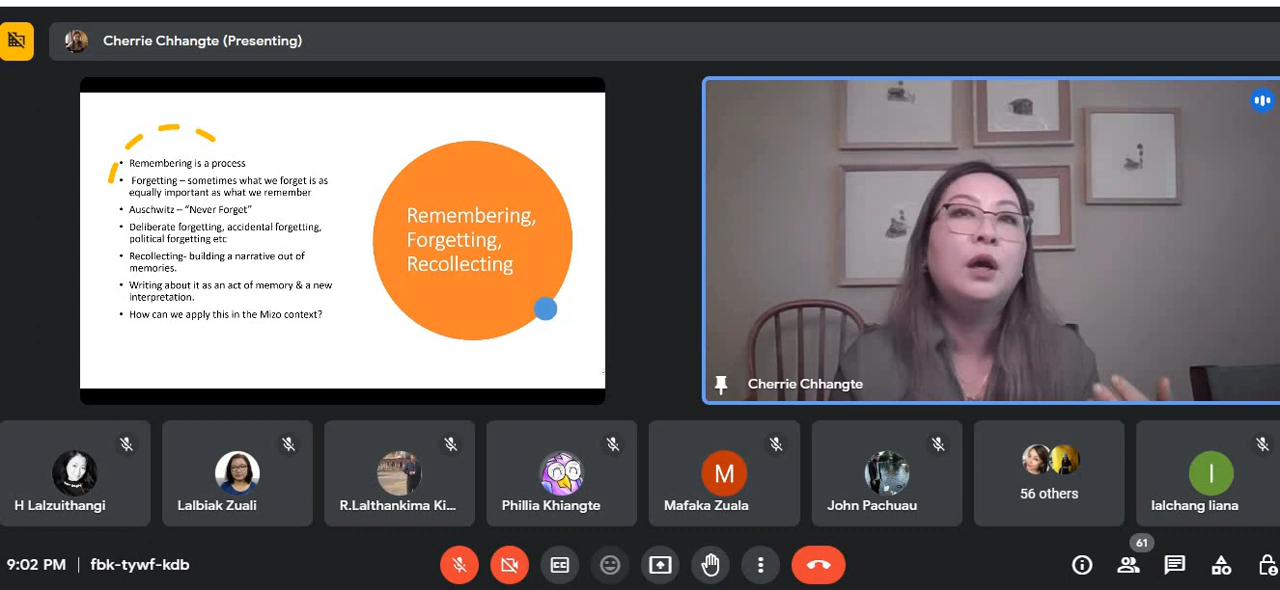 Cherrie Chhangte (Presenting)
• Remembering is a process
• Forgetting – sometimes what we forget is as
equally important as what we remember
• Auschwitz – “Never Forget”
• Deliberate forgetting, accidental forgetting,
political forgetting etc
• Recollecting- building a narrative out of
memories.
• Writing about it as an act of memory & a new
interpretation.
• How can we apply this in the Mizo context?
Remembering,
Forgetting,
Recollecting
Cherrie Chhangte
H Lalzuithangi
Lalbiak Zuali
R.Lalthankima Ki...
Phillia Khiangte
M
Mafaka Zuala
John Pachuau
56 others
l
lalchang liana
9:02 PM | fbk-tywf-kdb
CC
61